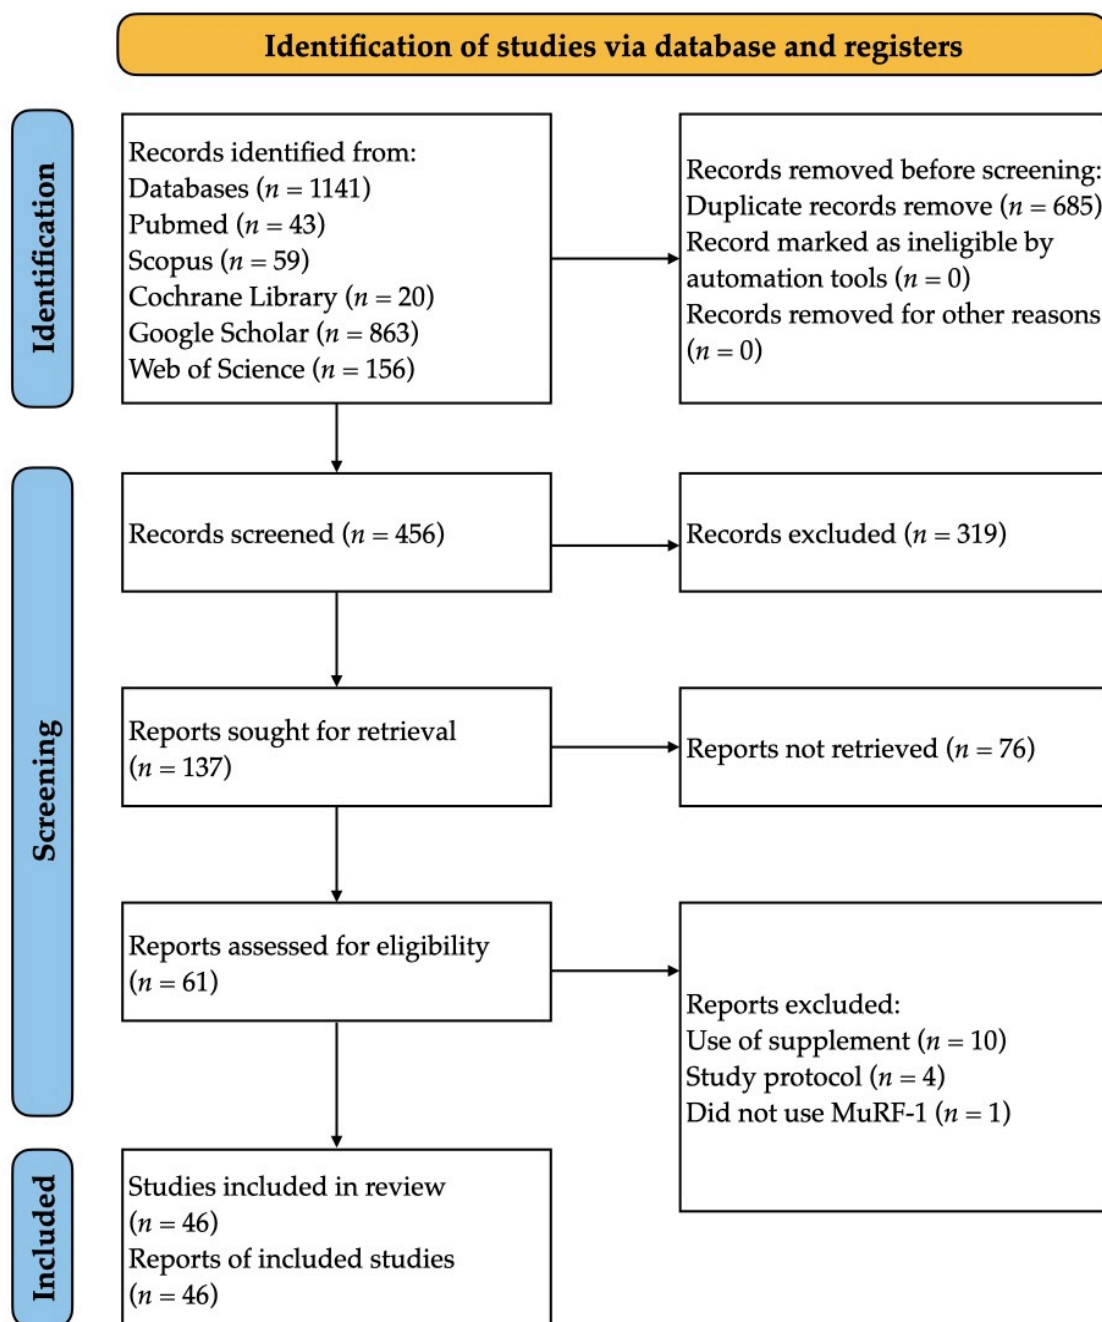 Identification of studies via database and registers
Identification
Records identified from:
Databases (n = 1141)
Pubmed (n = 43)
Scopus (n = 59)
Cochrane Library (n = 20)
Google Scholar (n = 863)
Web of Science (n = 156)
Records removed before screening:
Duplicate records remove (n = 685)
Record marked as ineligible by
automation tools (n = 0)
Records removed for other reasons
(n = 0)
Screening
Records screened (n = 456)
Records excluded (n = 319)
Reports sought for retrieval
(n = 137)
Reports not retrieved (n = 76)
Reports assessed for eligibility
(n = 61)
Reports excluded:
Use of supplement (n = 10)
Study protocol (n = 4)
Did not use MuRF-1 (n = 1)
Included
Studies included in review
(n = 46)
Reports of included studies
(n = 46)